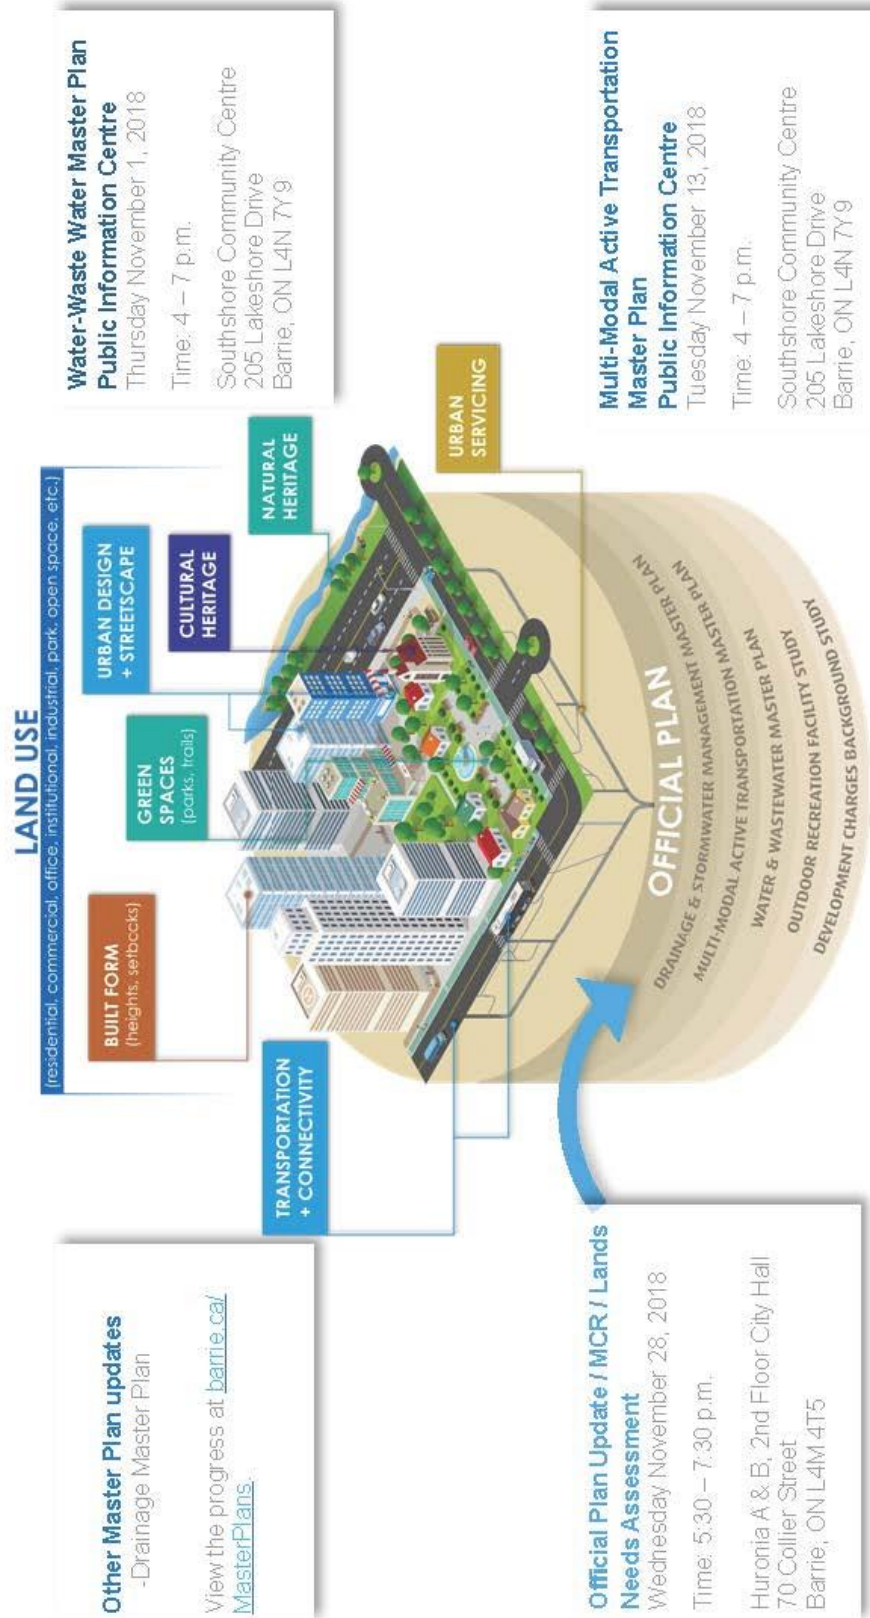 LAND USE
(residential, commercial, office, institutional, industrial, park, open space, etc.)
Other Master Plan updates
-Drainage Master Plan
View the progress at barrie.ca/
MasterPlans.
BUILT FORM
(heights, setbacks)
GREEN
SPACES
(parks, trails)
URBAN DESIGN
+ STREETSCAPE
CULTURAL
HERITAGE
NATURAL
HERITAGE
TRANSPORTATION
+ CONNECTIVITY
URBAN
SERVICING
Water-Waste Water Master Plan
Public Information Centre
Thursday November 1, 2018
Time: 4 – 7 p.m.
Southshore Community Centre
205 Lakeshore Drive
Barrie, ON L4N 7Y9
Official Plan Update / MCR / Lands
Needs Assessment
Wednesday November 28, 2018
Time: 5:30 – 7:30 p.m.
Huronia A & B, 2nd Floor City Hall
70 Collier Street
Barrie, ON L4M 4T5
OFFICIAL PLAN
DRAINAGE & STORMWATER MANAGEMENT MASTER PLAN
MULTI-MODAL ACTIVE TRANSPORTATION MASTER PLAN
WATER & WASTEWATER MASTER PLAN
OUTDOOR RECREATION FACILITY STUDY
DEVELOPMENT CHARGES BACKGROUND STUDY
Multi-Modal Active Transportation
Master Plan
Public Information Centre
Tuesday November 13, 2018
Time: 4 – 7 p.m.
Southshore Community Centre
205 Lakeshore Drive
Barrie, ON L4N 7Y9